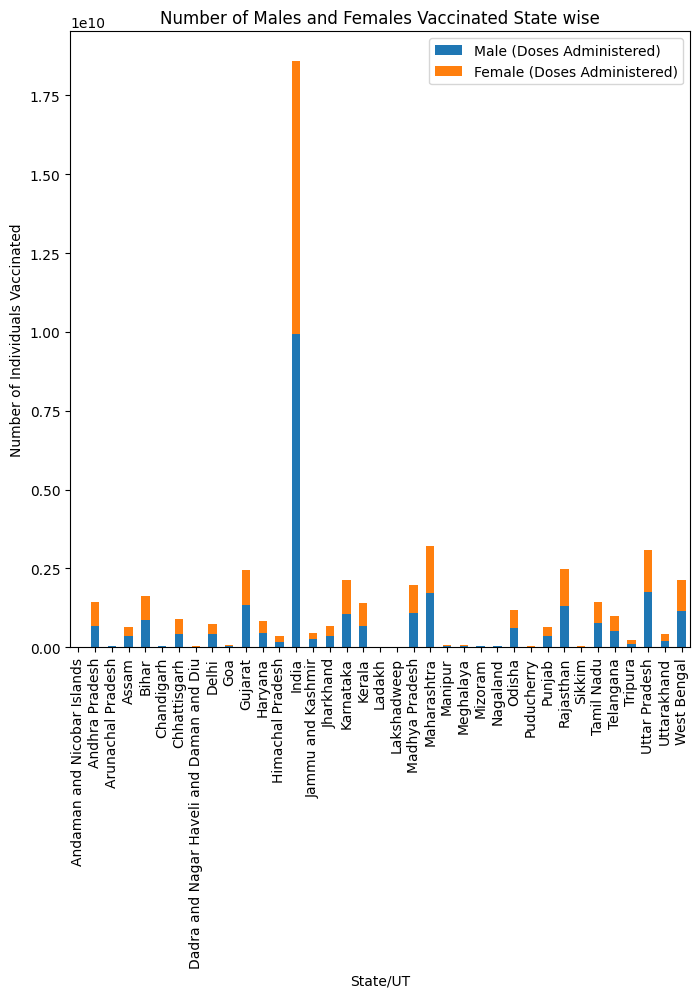 Number of Males and Females Vaccinated State wise
1e10
Male (Doses Administered)
Female (Doses Administered)
1.75
1.50
1.25
1.00
0.75
0.50
0.25
0.00
Number of Individuals Vaccinated
Andaman and Nicobar Islands
Andhra Pradesh
Arunachal Pradesh
Assam
Bihar
Chandigarh
Chhattisgarh
Dadra and Nagar Haveli and Daman and Diu
Delhi
Goa
Gujarat
Haryana
Himachal Pradesh
India
Jammu and Kashmir
Jharkhand
Karnataka
Kerala
Ladakh
Lakshadweep
Madhya Pradesh
Maharashtra
Manipur
Meghalaya
Mizoram
Nagaland
Odisha
Puducherry
Punjab
Rajasthan
Sikkim
Tamil Nadu
Telangana
Tripura
Uttar Pradesh
Uttarakhand
West Bengal
State/UT